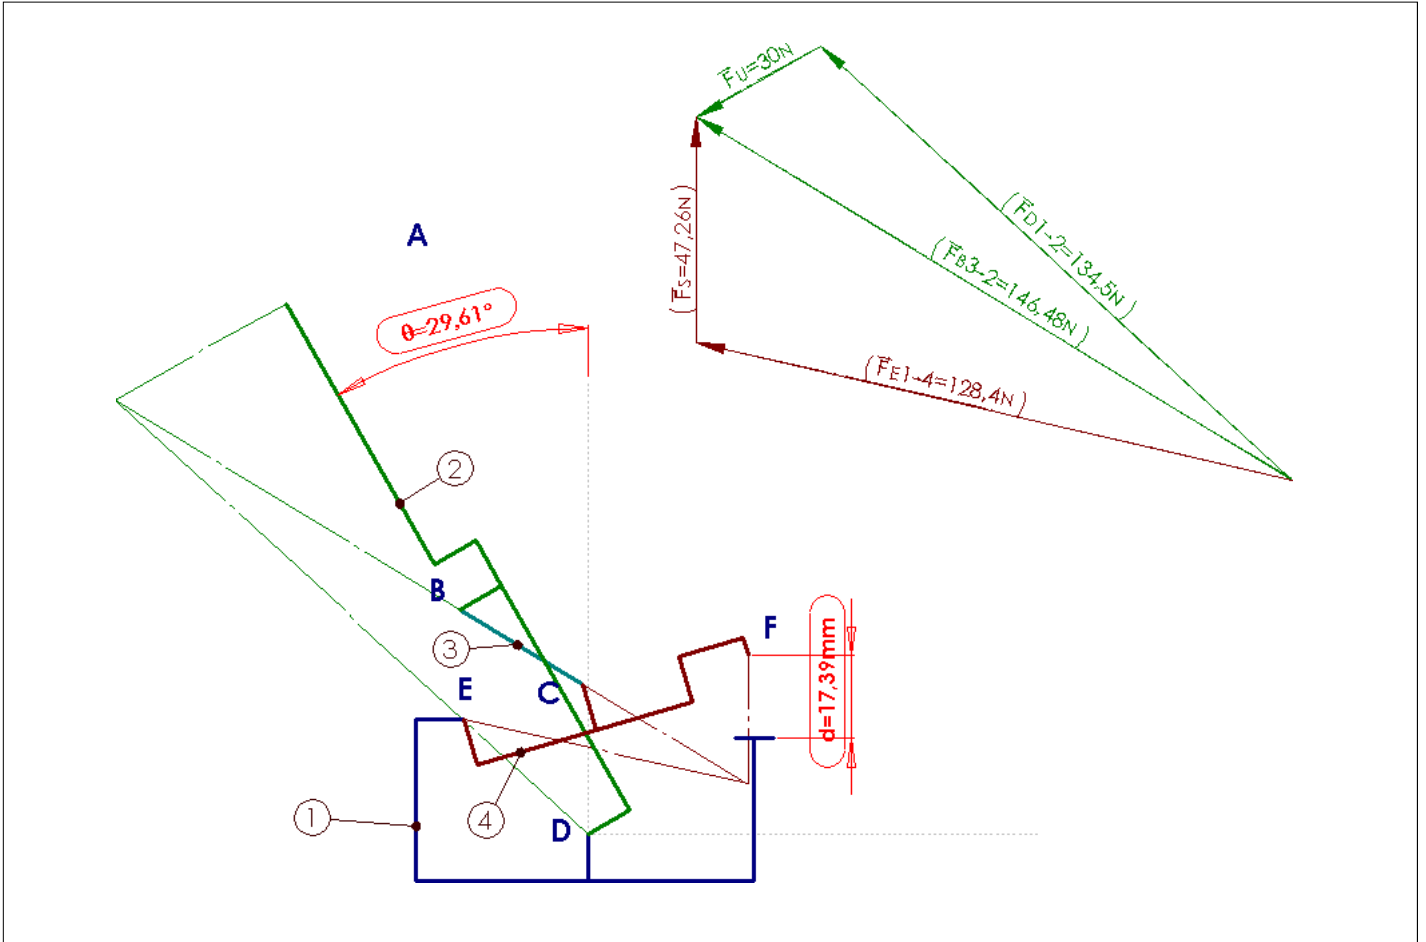 F̅U=30N
(F̅D1-2=134,5N)
(F̅S=47,26N)
(F̅B3-2=146,48N)
A
θ=29,61°
(F̅E1-4=128,4N)
2
B
F
3
d=17,39mm
E
C
1
4
D